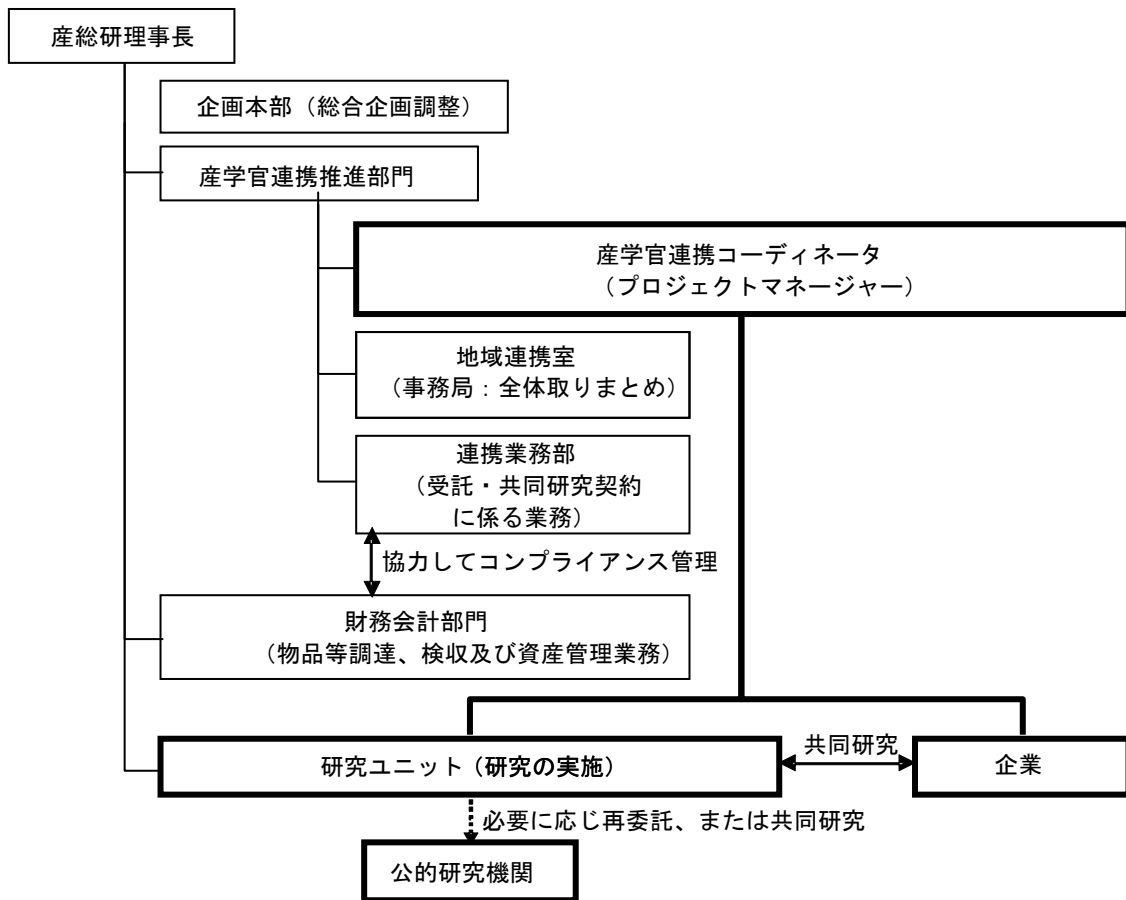 産総研理事長
企画本部（総合企画調整）
産学官連携推進部門
産学官連携コーディネータ
（プロジェクトマネージャー）
地域連携室
（事務局：全体取りまとめ）
連携業務部
（受託・共同研究契約
に係る業務）
協力してコンプライアンス管理
財務会計部門
（物品等調達、検収及び資産管理業務）
研究ユニット（研究の実施）
共同研究
企業
必要に応じ再委託、または共同研究
公的研究機関